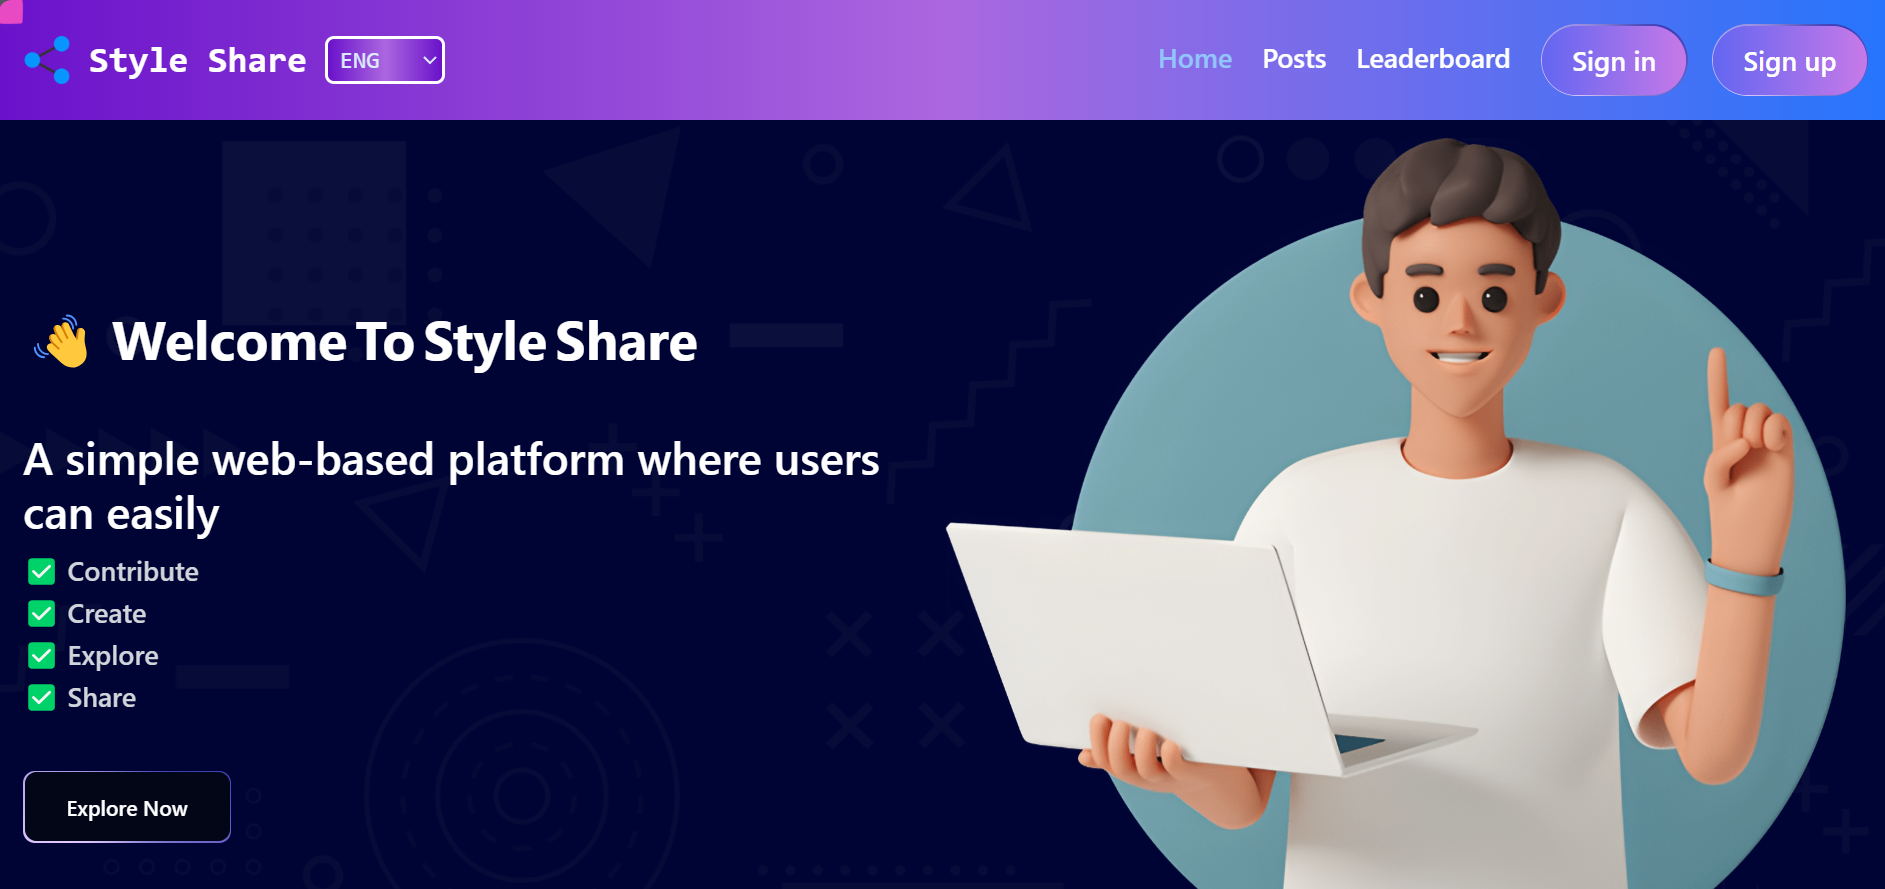 Style Share
ENG
Home
Posts
Leaderboard
Sign in
Sign up
👋 Welcome To Style Share
A simple web-based platform where users
can easily
✅ Contribute
✅ Create
✅ Explore
✅ Share
Explore Now